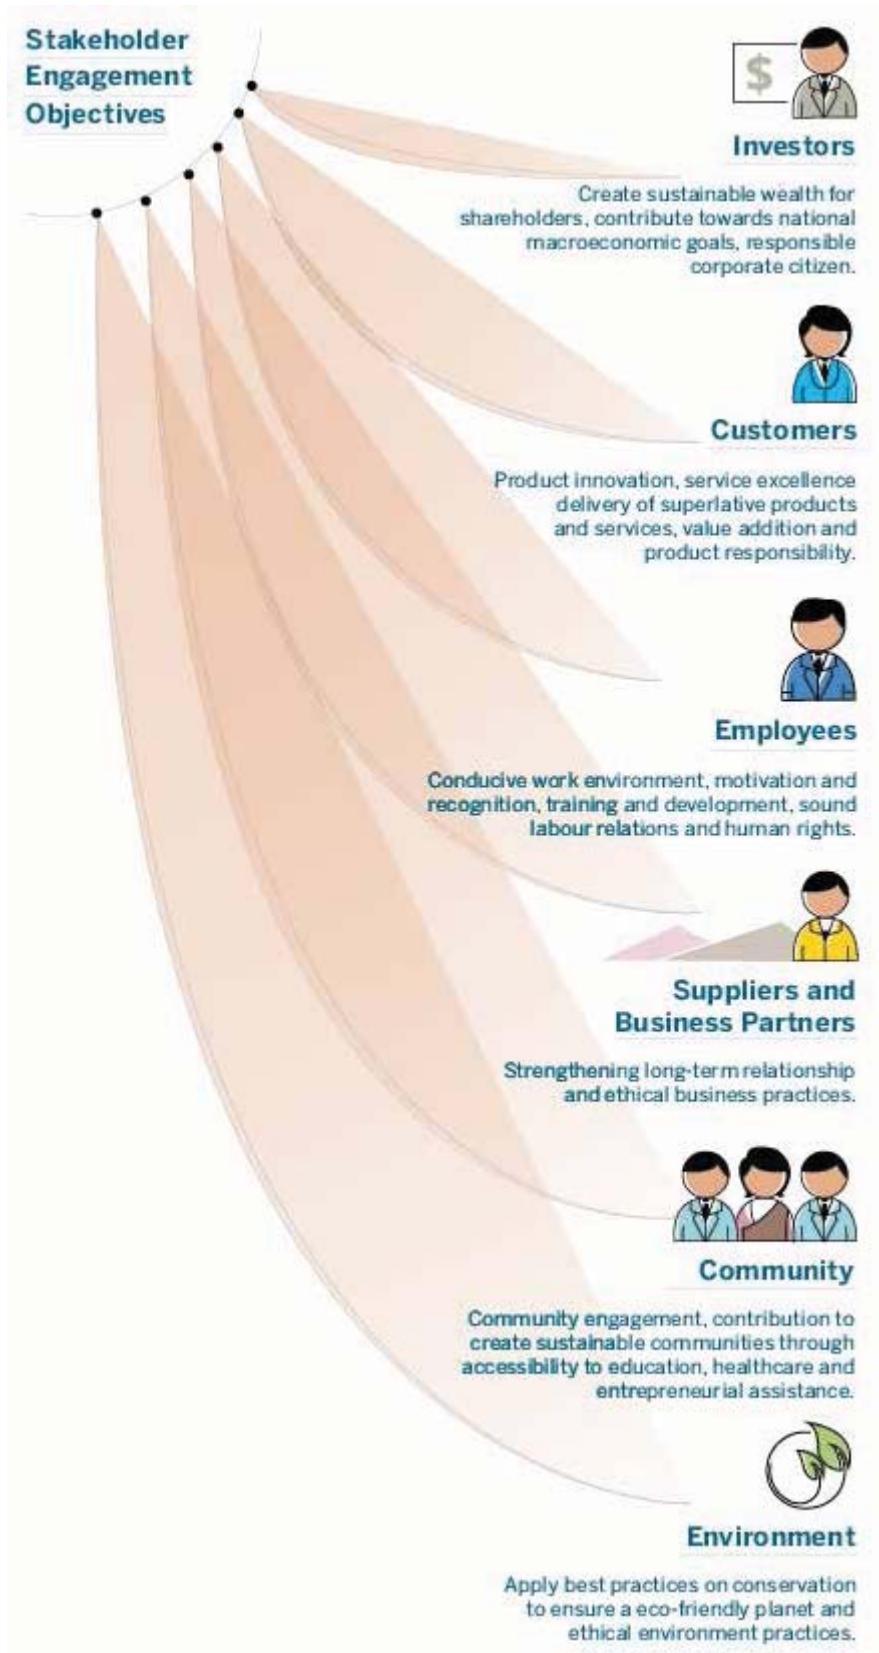 Stakeholder
Engagement
Objectives
$
Investors
Create sustainable wealth for
shareholders, contribute towards national
macroeconomic goals, responsible
corporate citizen.
Customers
Product innovation, service excellence
delivery of superlative products
and services, value addition and
product responsibility.
Employees
Conducive work environment, motivation and
recognition, training and development, sound
labour relations and human rights.
Suppliers and
Business Partners
Strengthening long-term relationship
and ethical business practices.
Community
Community engagement, contribution to
create sustainable communities through
accessibility to education, healthcare and
entrepreneurial assistance.
Environment
Apply best practices on conservation
to ensure a eco-friendly planet and
ethical environment practices.